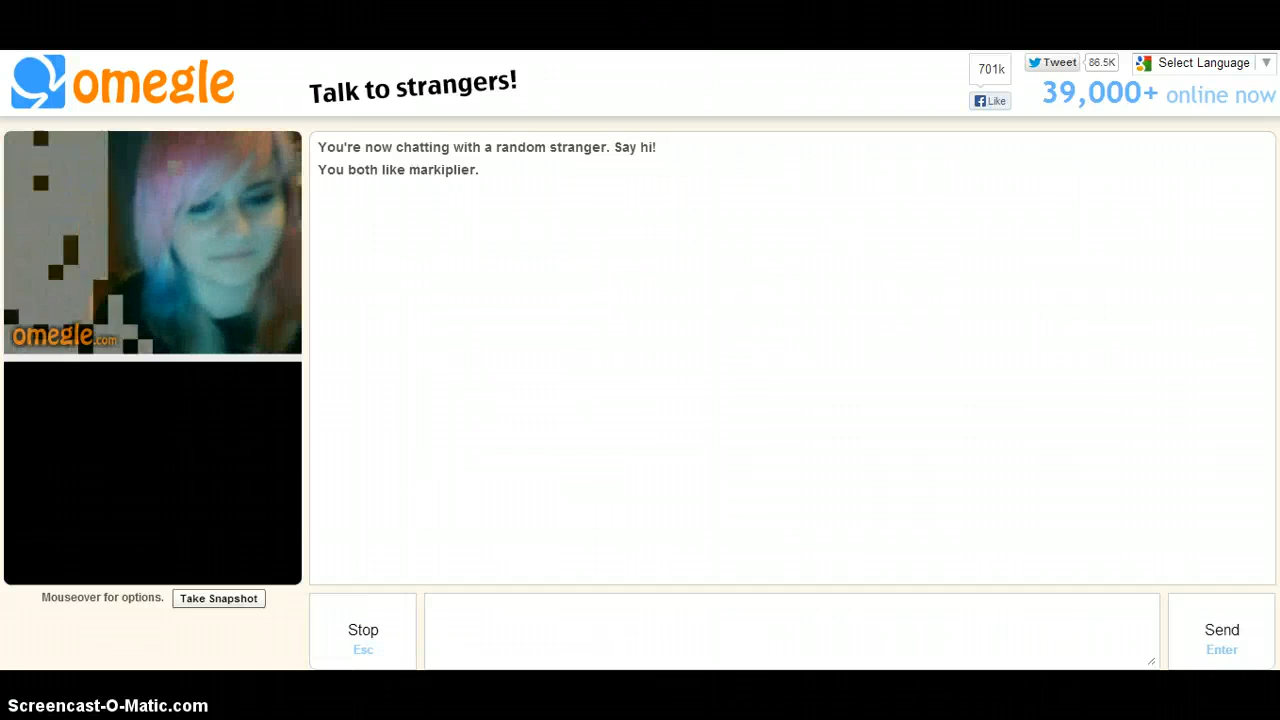 omegle
Talk to strangers!
701k
Like
Tweet
86.5K
Select Language
39,000+ online now
You're now chatting with a random stranger. Say hi!
You both like markiplier.
omegle.com
Mouseover for options.
Take Snapshot
Stop
Esc
Send
Enter
Screencast-O-Matic.com